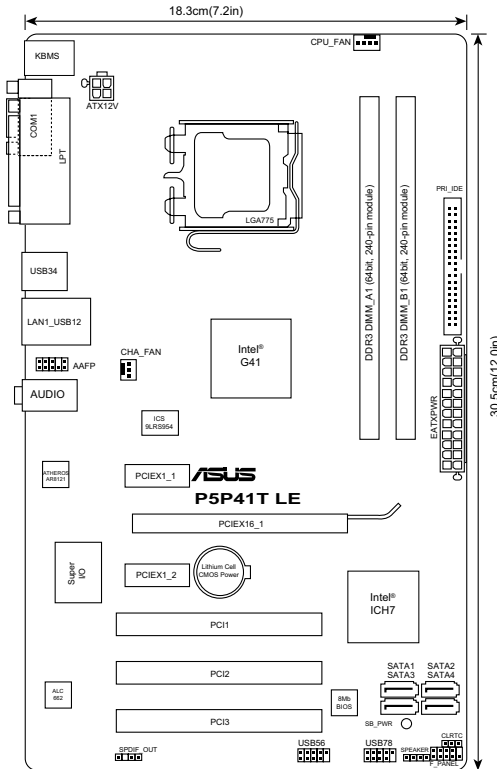 18.3cm(7.2in)
KBMS
CPU_FAN
ATX12V
COM1
LPT
LGA775
DDR3 DIMM_A1 (64bit, 240-pin module)
DDR3 DIMM_B1 (64bit, 240-pin module)
PRI_IDE
30.5cm(12.0in)
USB34
LAN1_USB12
AAFP
CHA_FAN
AUDIO
Intel®
G41
EATXPWR
ICS
9LRS954
ATHEROS
AR8121
PCIEX1_1
ASUS
P5P41T LE
PCIEX16_1
Super
I/O
PCIEX1_2
Lithium Cell
CMOS Power
Intel®
ICH7
PCI1
PCI2
PCI3
ALC
662
8Mb
BIOS
SATA1
SATA3
SATA2
SATA4
SB_PWR
SPDIF_OUT
USB56
USB78
SPEAKER
CLRTC
F_PANEL